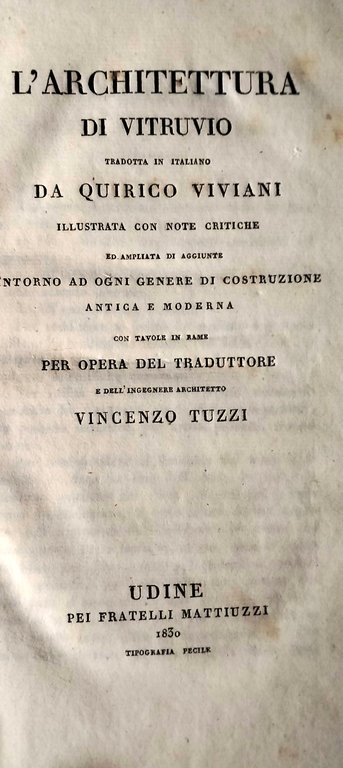 L'ARCHITETTURA
DI VITRUVIO
TRADOTTA IN ITALIANO
DA QUIRICO VIVIANI
ILLUSTRATA CON NOTE CRITICHE
ED AMPLIATA DI AGGIUNTE
NTORNO AD OGNI GENERE DI COSTRUZIONE
ANTICA E MODERNA
CON TAVOLE IN RAME
PER OPERA DEL TRADUTTORE
E DELL'INGEGNERE ARCHITETTO
VINCENZO TUZZI
UDINE
PEI FRATELLI MATTIUZZI
1830
TIPOGRAFIA PECILE